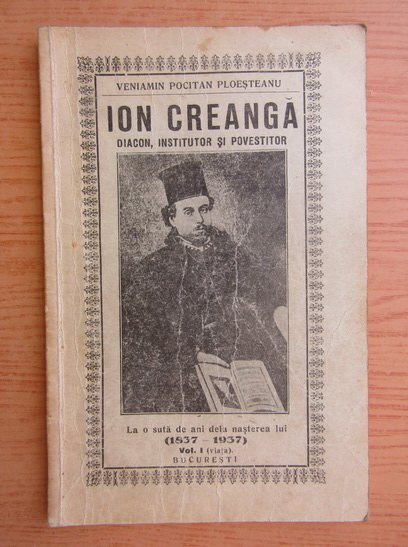 VENIAMIN POCITAN PLOEȘTEANU
ION CREANGĂ
DIACON, INSTITUTOR ȘI POVESTITOR
La o sută de ani dela nașterea lui
(1837 – 1937)
Vol. I (viața).
BUCUREȘTI